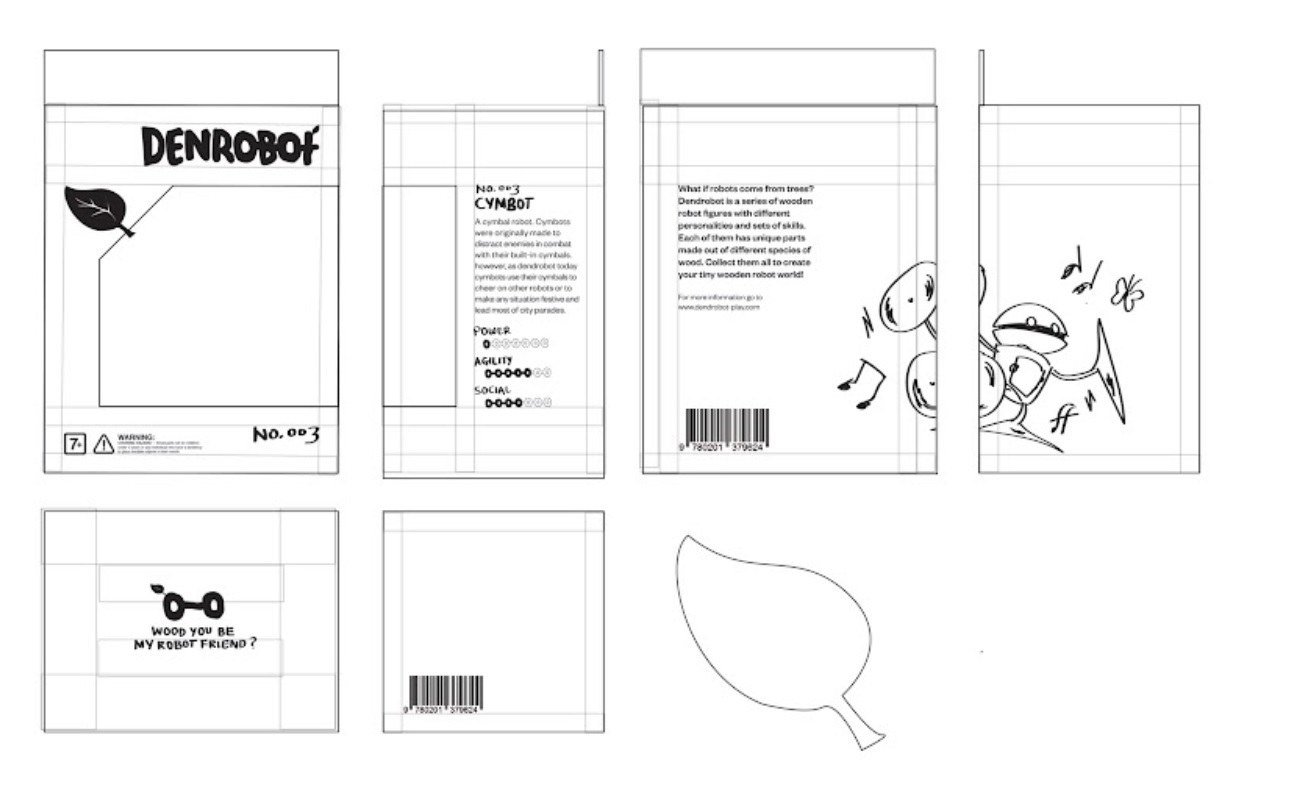 DENROBOT
7+
WARNING:
No. 003
No. 003
CYMBOT
A cymbal robot. Cymbots
were originally made to
distract enemies in combat
with their built-in cymbals.
however, as dendrobot today
cymbots use their cymbals to
cheer on other robots or to
make any situation festive and
lead most of city parades.
POWER
AGILITY
SOCIAL
What if robots come from trees?
Dendrobot is a series of wooden
robot figures with different
personalities and sets of skills.
Each of them has unique parts
made out of different species of
wood. Collect them all to create
your tiny wooden robot world!
For more information go to
www.dendrobot-play.com
9 780201 379624
WOOD YOU BE
MY ROBOT FRIEND?
9 780201 379624